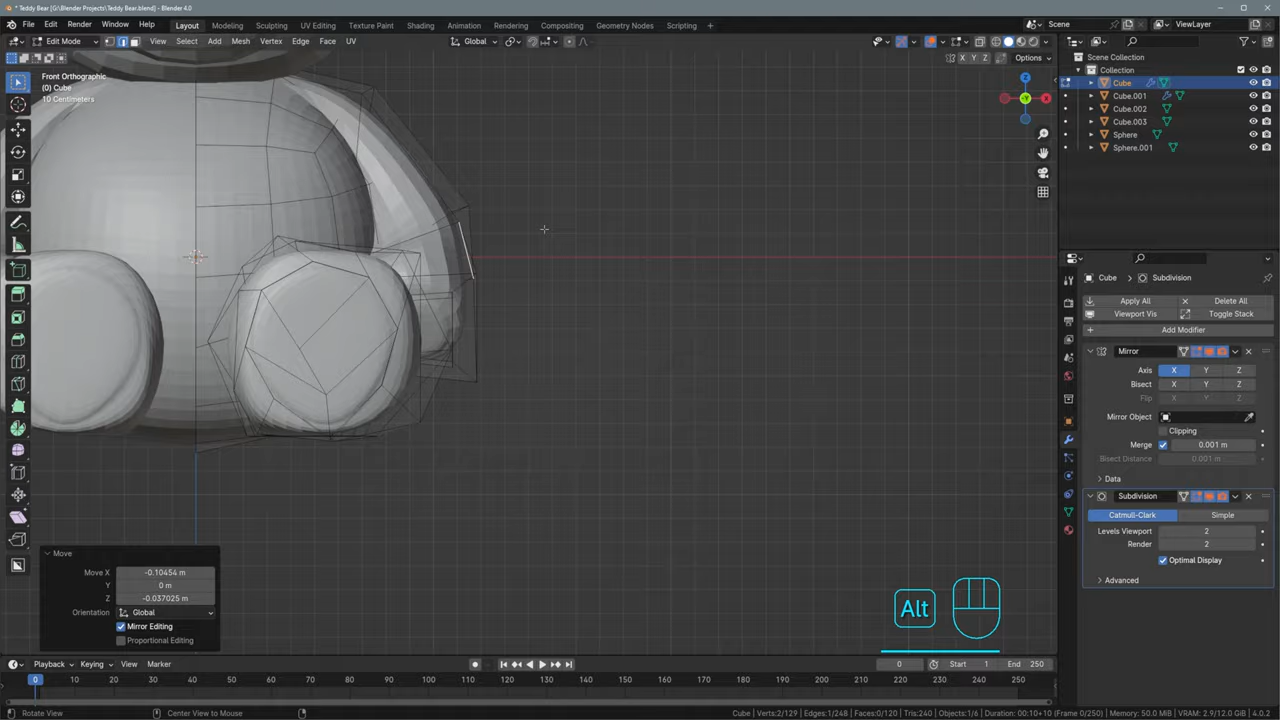 * Teddy Bear [G:\Blender Projects\Teddy Bear.blend] - Blender 4.0
File Edit Render Window Help Layout Modeling Sculpting UV Editing Texture Paint Shading Animation Rendering Compositing Geometry Nodes Scripting Scene ViewLayer
Edit Mode View Select Add Mesh Vertex Edge Face UV Global
X Y Z Options
Front Orthographic
(0) Cube
10 Centimeters
Z
Y
X
Scene Collection
Collection
Cube
Cube.001
Cube.002
Cube.003
Sphere
Sphere.001
Cube > Subdivision
Apply All Delete All
Viewport Vis Toggle Stack
Add Modifier
Mirror
Axis X Y Z
Bisect X Y Z
Flip X Y Z
Mirror Object
Clipping
Merge 0.001 m
Bisect Distance 0.001 m
Data
Subdivision
Catmull-Clark Simple
Levels Viewport 2
Render 2
Optimal Display
Advanced
Move
Move X -0.10454 m
Y 0 m
Z -0.037025 m
Orientation Global
Mirror Editing
Proportional Editing
Alt
Playback Keying View Marker 0 Start 1 End 250
0 10 20 30 40 50 60 70 80 90 100 110 120 130 140 150 160 170 180 190 200 210 220 230 240 250
Rotate View Center View to Mouse Cube | Verts:2/129 | Edges:1/248 | Faces:0/120 | Tris:240 | Objects:1/6 | Duration: 00:10+10 (Frame 0/250) | Memory: 50.0 MiB | VRAM: 2.9/12.0 GiB | 4.0.2